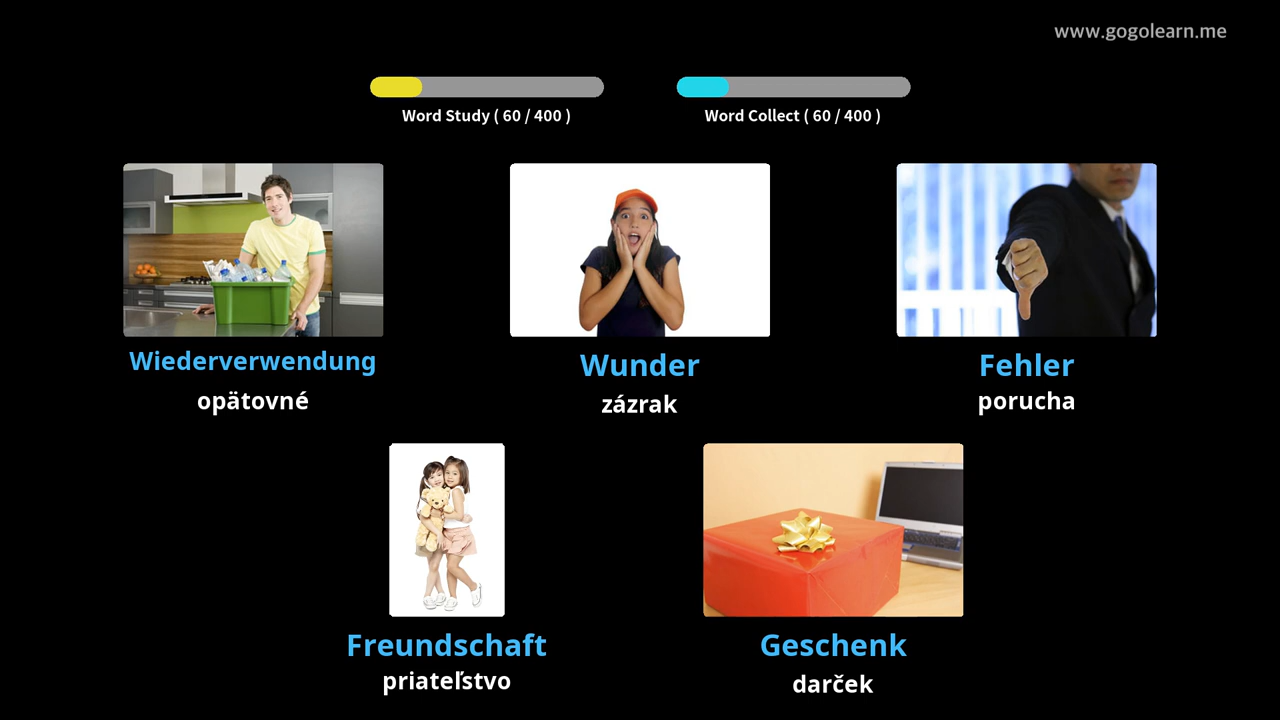 www.gogolearn.me
Word Study ( 60 / 400 )
Word Collect ( 60 / 400 )
Wiederverwendung
opätovné
Wunder
zázrak
Fehler
porucha
Freundschaft
priateľstvo
Geschenk
darček